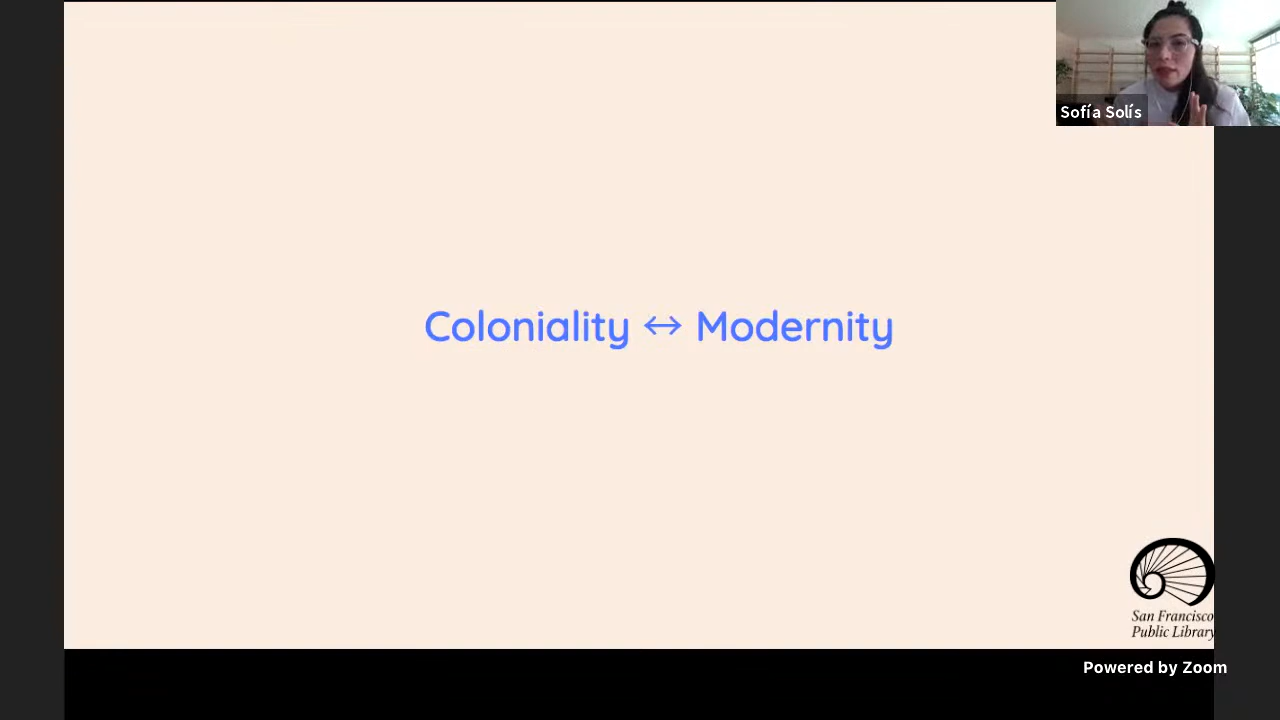 Sofía Solís
Coloniality ↔ Modernity
San Francisco
Public Library
Powered by Zoom